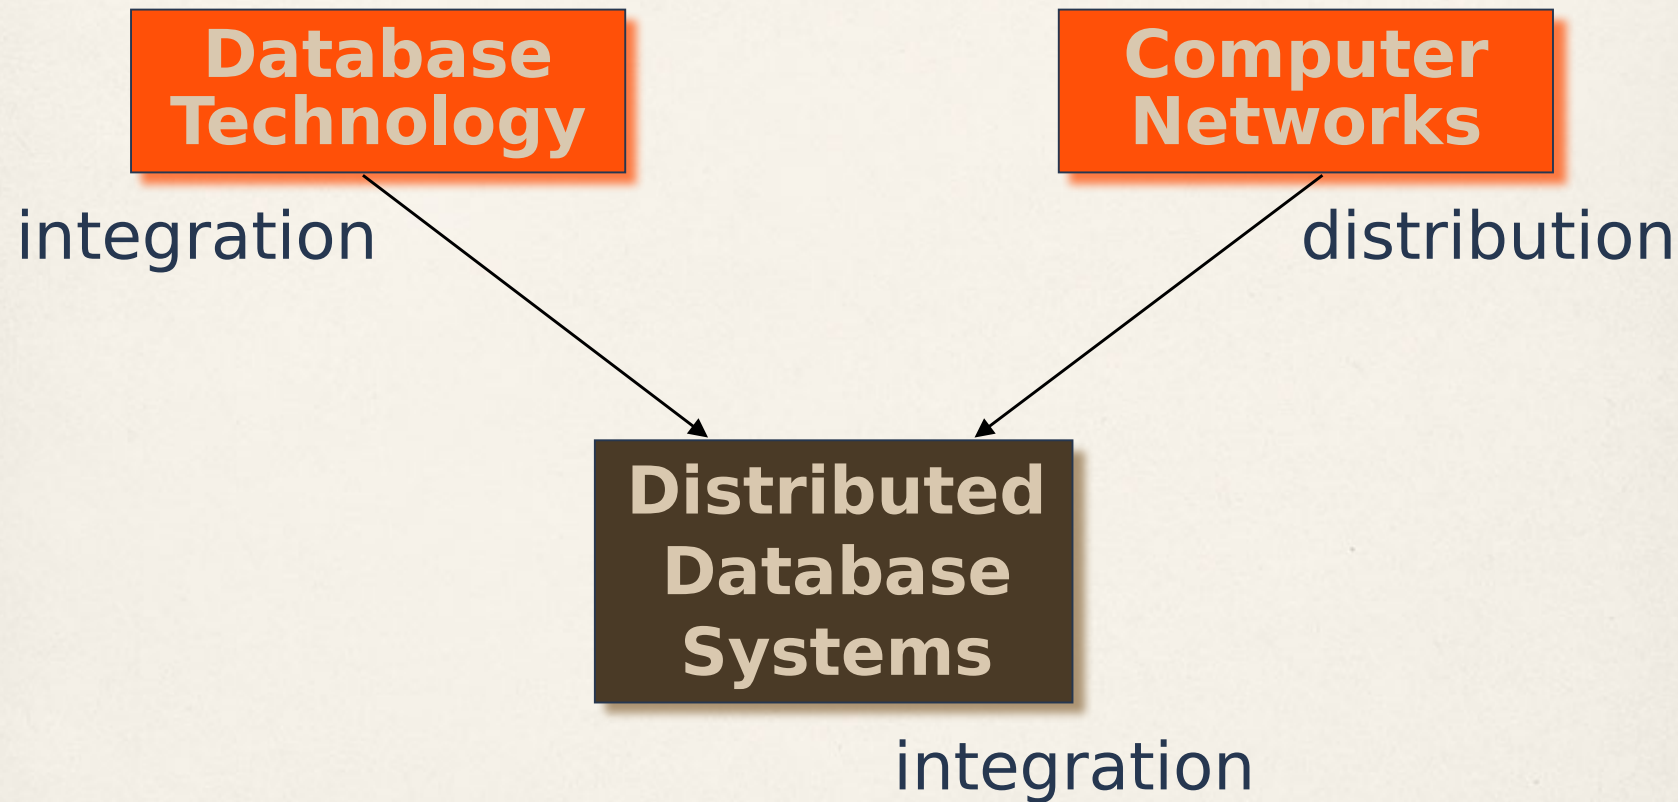 Database
Technology
Computer
Networks
integration
distribution
Distributed
Database
Systems
integration